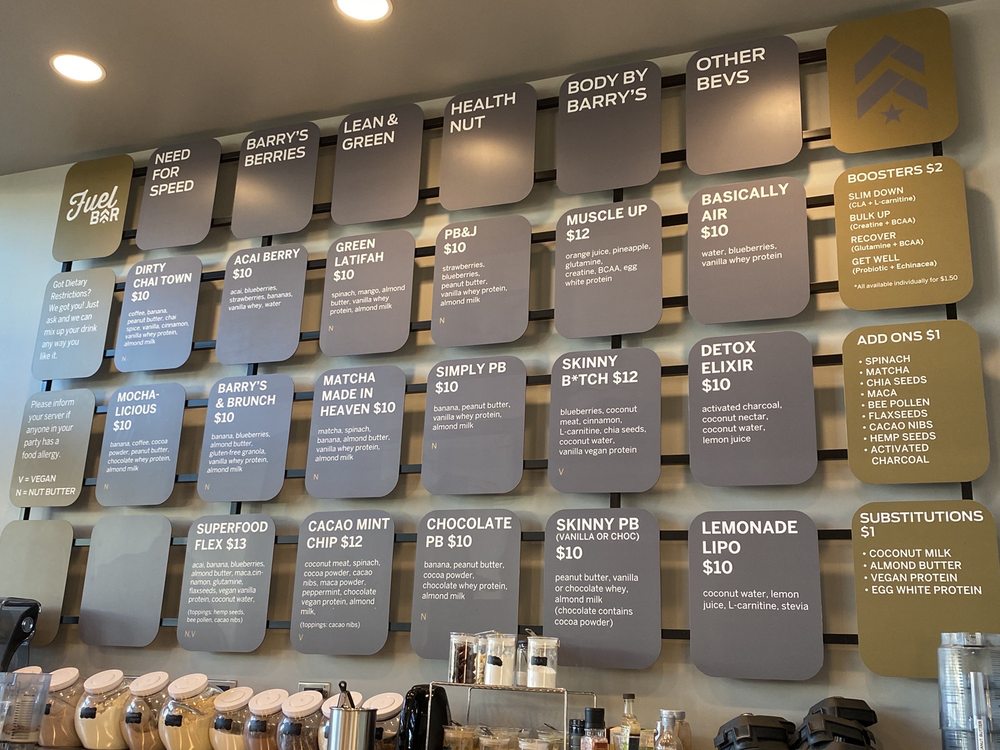 Fuel
BAR
NEED
FOR
SPEED
BARRY'S
BERRIES
LEAN &
GREEN
HEALTH
NUT
BODY BY
BARRY'S
OTHER
BEVS
Got Dietary
Restrictions?
We got you! Just
ask and we can
mix up your drink
any way you
like it.
DIRTY
CHAI TOWN
$10
coffee, banana,
peanut butter, chai
spice, vanilla, cinnamon,
vanilla whey protein,
almond milk
N
ACAI BERRY
$10
acai, blueberries,
strawberries, bananas,
vanilla whey, water
GREEN
LATIFAH
$10
spinach, mango, almond
butter, vanilla whey
protein, almond milk
N
PB&J
$10
strawberries,
blueberries,
peanut butter,
vanilla whey protein,
almond milk
N
MUSCLE UP
$12
orange juice, pineapple,
glutamine,
creatine, BCAA, egg
white protein
BASICALLY
AIR
$10
water, blueberries,
vanilla whey protein
BOOSTERS $2
SLIM DOWN
(CLA + L-carnitine)
BULK UP
(Creatine + BCAA)
RECOVER
(Glutamine + BCAA)
GET WELL
(Probiotic + Echinacea)
*All available individually for $1.50
Please inform
your server if
anyone in your
party has a
food allergy.
V = VEGAN
N = NUT BUTTER
MOCHA-
LICIOUS
$10
banana, coffee, cocoa
powder, peanut butter,
chocolate whey protein,
almond milk
N
BARRY'S
& BRUNCH
$10
banana, blueberries,
almond butter,
gluten-free granola,
vanilla whey protein,
almond milk
N
MATCHA
MADE IN
HEAVEN $10
matcha, spinach,
banana, almond butter,
vanilla whey protein,
almond milk
N
SIMPLY PB
$10
banana, peanut butter,
vanilla whey protein,
almond milk
N
SKINNY
B*TCH $12
blueberries, coconut
meat, cinnamon,
L-carnitine, chia seeds,
coconut water,
vanilla vegan protein
V
DETOX
ELIXIR
$10
activated charcoal,
coconut nectar,
coconut water,
lemon juice
ADD ONS $1
• SPINACH
• MATCHA
• CHIA SEEDS
• MACA
• BEE POLLEN
• FLAXSEEDS
• CACAO NIBS
• HEMP SEEDS
• ACTIVATED
CHARCOAL
SUPERFOOD
FLEX $13
acai, banana, blueberries,
almond butter, maca, cin-
namon, glutamine,
flaxseeds, vegan vanilla
protein, coconut water,
(toppings: hemp seeds,
bee pollen, cacao nibs)
N,V
CACAO MINT
CHIP $12
coconut meat, spinach,
cocoa powder, cacao
nibs, maca powder,
peppermint, chocolate
vegan protein, almond
milk,
(toppings: cacao nibs)
V
CHOCOLATE
PB $10
banana, peanut butter,
cocoa powder,
chocolate whey protein,
almond milk
N
SKINNY PB
(VANILLA OR CHOC)
$10
peanut butter, vanilla
or chocolate whey,
almond milk
(chocolate contains
cocoa powder)
LEMONADE
LIPO
$10
coconut water, lemon
juice, L-carnitine, stevia
SUBSTITUTIONS
$1
• COCONUT MILK
• ALMOND BUTTER
• VEGAN PROTEIN
• EGG WHITE PROTEIN